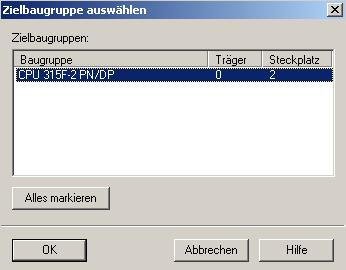 Zielbaugruppe auswählen
Zielbaugruppen:
Baugruppe Träger Steckplatz
CPU 315F-2 PN/DP 0 2
Alles markieren
OK Abbrechen Hilfe